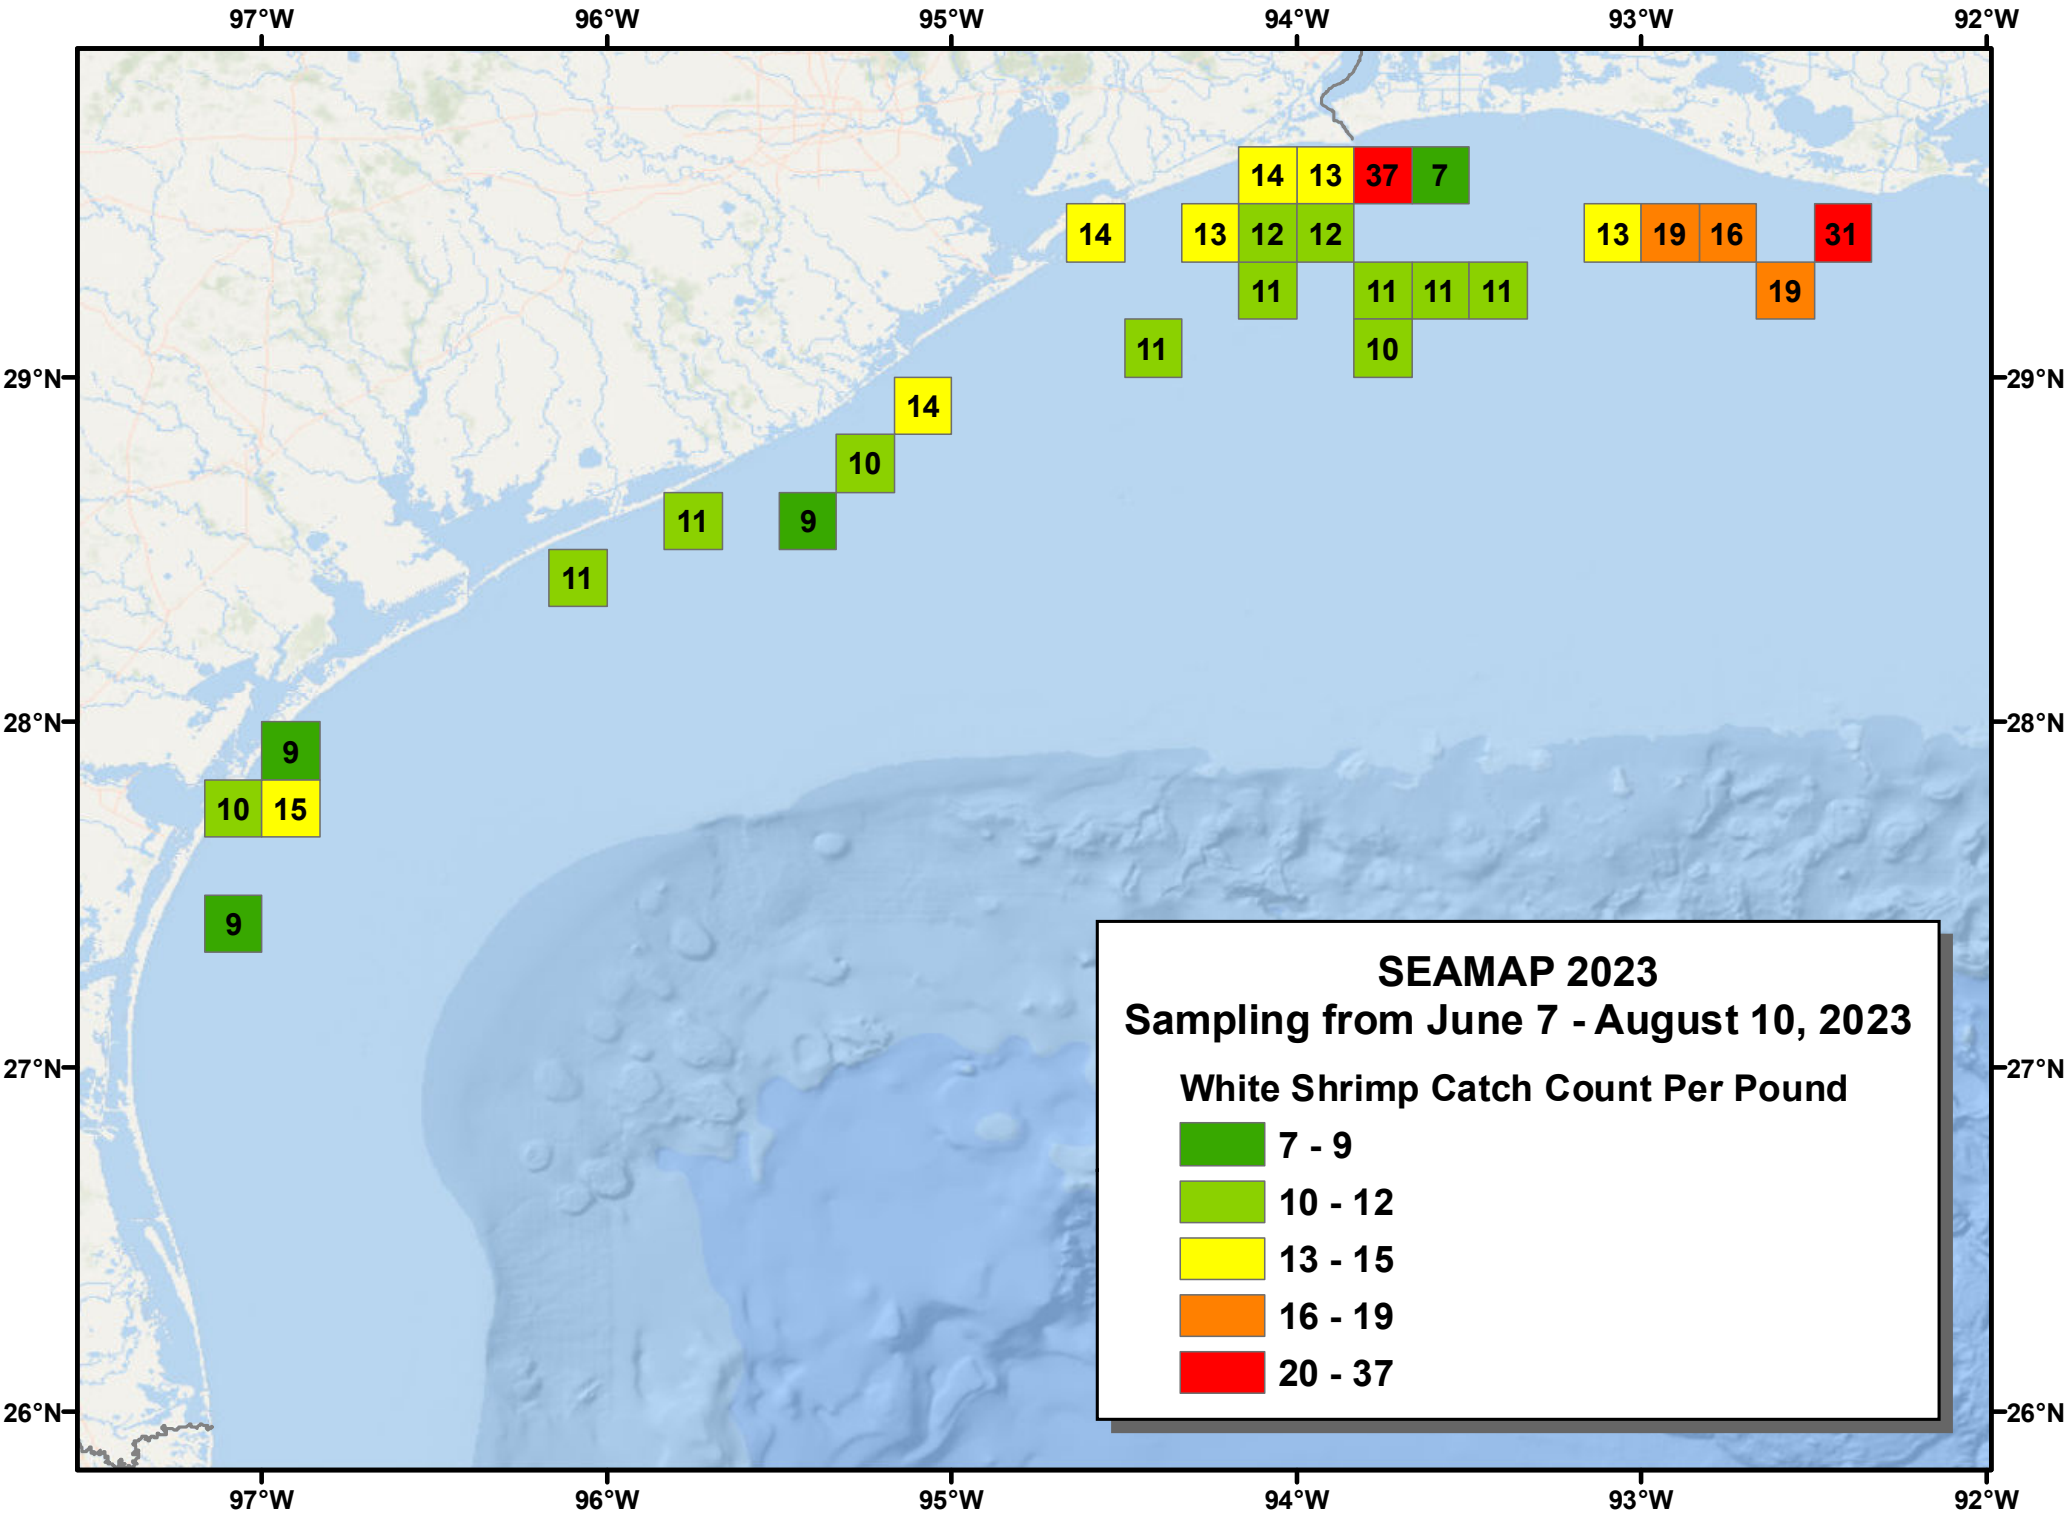 97°W 96°W 95°W 94°W 93°W 92°W
14 13 37 7
14 13 12 12 13 19 16 31
11 11 11 11 19
11 10
29°N 29°N
14
10
11 9
11
28°N 28°N
9
10 15
9
SEAMAP 2023
Sampling from June 7 - August 10, 2023
27°N 27°N
White Shrimp Catch Count Per Pound
7 - 9
10 - 12
13 - 15
16 - 19
20 - 37
26°N 26°N
97°W 96°W 95°W 94°W 93°W 92°W